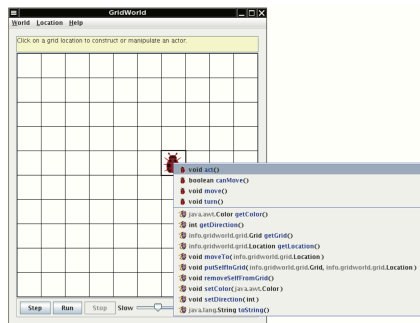 GridWorld
World Location Help
Click on a grid location to construct or manipulate an actor.
void act()
boolean canMove()
void move()
void turn()
java.awt.Color getColor()
int getDirection()
info.gridworld.grid.Grid getGrid()
info.gridworld.grid.Location getLocation()
void moveTo(info.gridworld.grid.Location)
void putSelfInGrid(info.gridworld.grid.Grid, info.gridworld.grid.Location)
void removeSelfFromGrid()
void setColor(java.awt.Color)
void setDirection(int)
java.lang.String toString()
Step Run Stop Slow